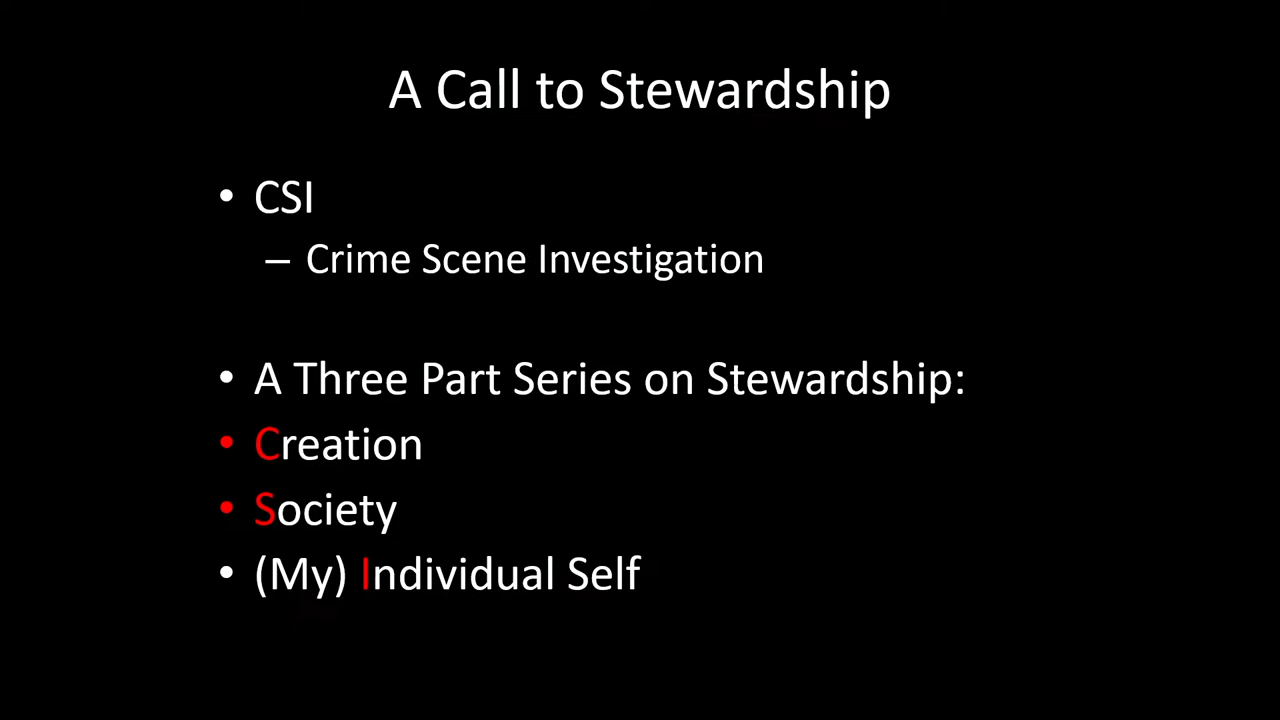 A Call to Stewardship
• CSI
– Crime Scene Investigation
• A Three Part Series on Stewardship:
• Creation
• Society
• (My) Individual Self